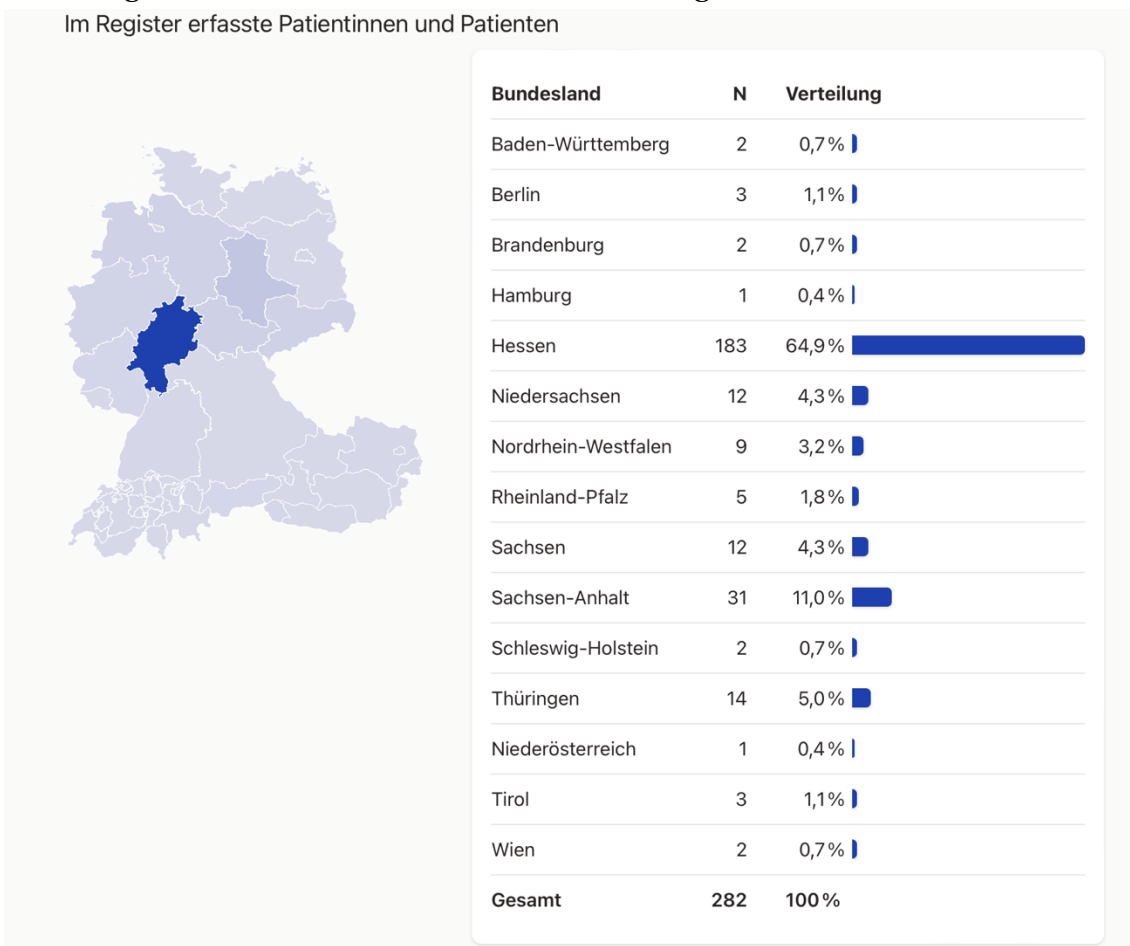 Im Register erfasste Patientinnen und Patienten
Bundesland N Verteilung
Baden-Württemberg 2 0,7 %
Berlin 3 1,1 %
Brandenburg 2 0,7 %
Hamburg 1 0,4 %
Hessen 183 64,9 %
Niedersachsen 12 4,3 %
Nordrhein-Westfalen 9 3,2 %
Rheinland-Pfalz 5 1,8 %
Sachsen 12 4,3 %
Sachsen-Anhalt 31 11,0 %
Schleswig-Holstein 2 0,7 %
Thüringen 14 5,0 %
Niederösterreich 1 0,4 %
Tirol 3 1,1 %
Wien 2 0,7 %
Gesamt 282 100 %